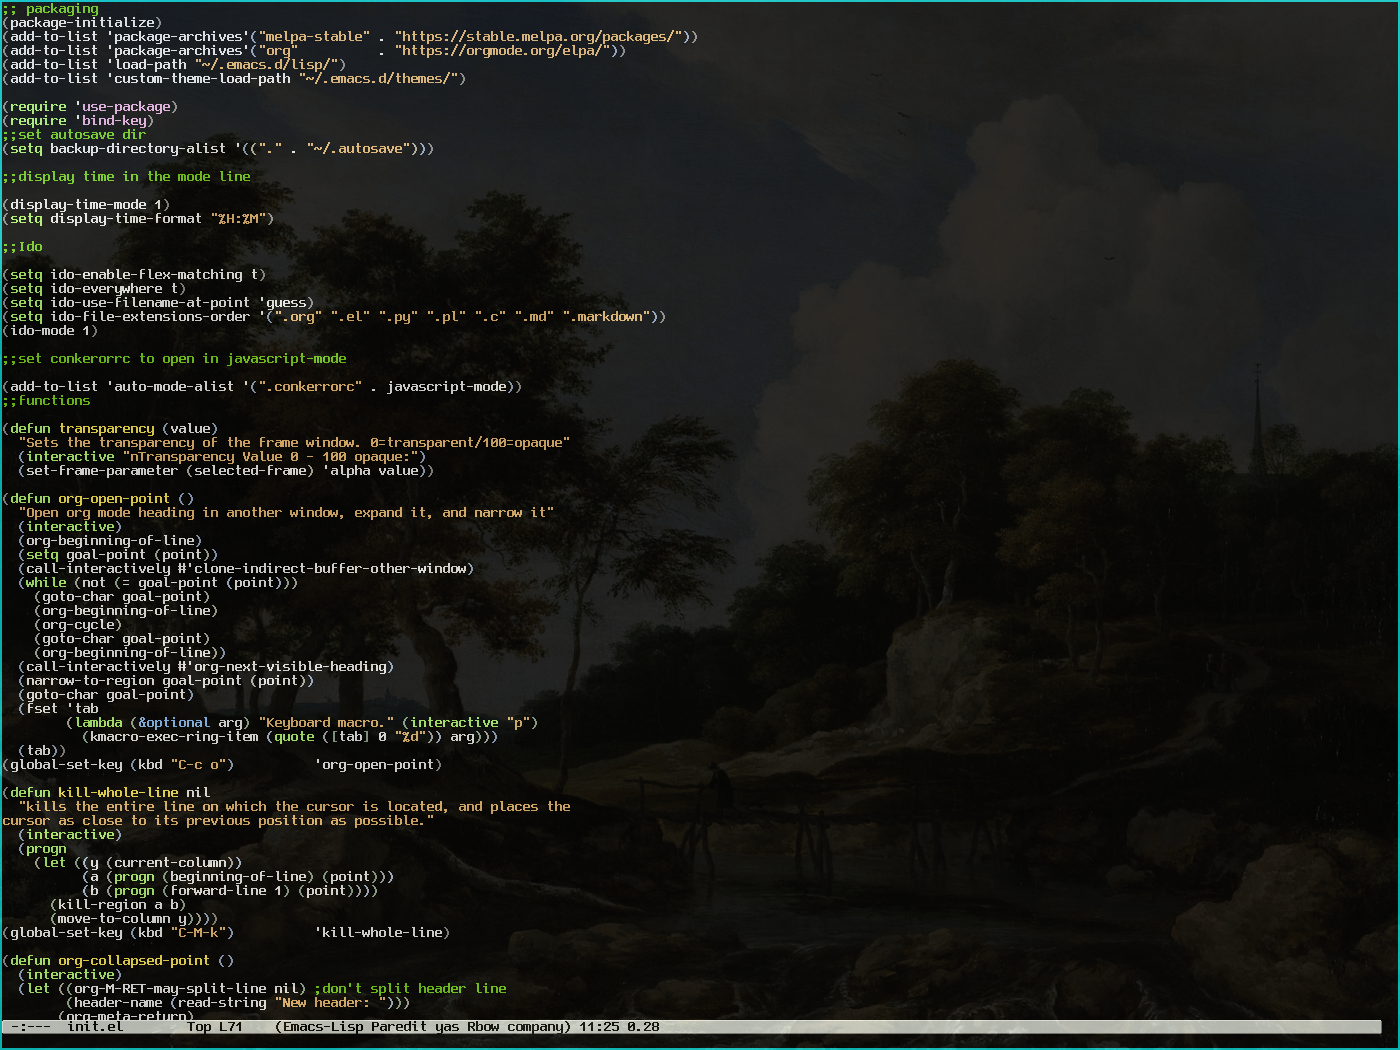 ;; packaging
(package-initialize)
(add-to-list 'package-archives'("melpa-stable" . "https://stable.melpa.org/packages/"))
(add-to-list 'package-archives'("org"          . "https://orgmode.org/elpa/"))
(add-to-list 'load-path "~/.emacs.d/lisp/")
(add-to-list 'custom-theme-load-path "~/.emacs.d/themes/")

(require 'use-package)
(require 'bind-key)
;;set autosave dir
(setq backup-directory-alist '(("." . "~/.autosave")))

;;display time in the mode line

(display-time-mode 1)
(setq display-time-format "%H:%M")

;;Ido

(setq ido-enable-flex-matching t)
(setq ido-everywhere t)
(setq ido-use-filename-at-point 'guess)
(setq ido-file-extensions-order '(".org" ".el" ".py" ".pl" ".c" ".md" ".markdown"))
(ido-mode 1)

;;set conkerorrc to open in javascript-mode

(add-to-list 'auto-mode-alist '(".conkerrorc" . javascript-mode))
;;functions

(defun transparency (value)
  "Sets the transparency of the frame window. 0=transparent/100=opaque"
  (interactive "nTransparency Value 0 - 100 opaque:")
  (set-frame-parameter (selected-frame) 'alpha value))

(defun org-open-point ()
  "Open org mode heading in another window, expand it, and narrow it"
  (interactive)
  (org-beginning-of-line)
  (setq goal-point (point))
  (call-interactively #'clone-indirect-buffer-other-window)
  (while (not (= goal-point (point)))
    (goto-char goal-point)
    (org-beginning-of-line)
    (org-cycle)
    (goto-char goal-point)
    (org-beginning-of-line))
  (call-interactively #'org-next-visible-heading)
  (narrow-to-region goal-point (point))
  (goto-char goal-point)
  (fset 'tab
        (lambda (&optional arg) "Keyboard macro." (interactive "p")
          (kmacro-exec-ring-item (quote ([tab] 0 "%d")) arg)))
  (tab))
(global-set-key (kbd "C-c o")          'org-open-point)

(defun kill-whole-line nil
  "kills the entire line on which the cursor is located, and places the
cursor as close to its previous position as possible."
  (interactive)
  (progn
    (let ((y (current-column))
          (a (progn (beginning-of-line) (point)))
          (b (progn (forward-line 1) (point))))
      (kill-region a b)
      (move-to-column y))))
(global-set-key (kbd "C-M-k")          'kill-whole-line)

(defun org-collapsed-point ()
  (interactive)
  (let ((org-M-RET-may-split-line nil) ;don't split header line
        (header-name (read-string "New header: ")))
       (org-meta-return)
 -:---  init.el        Top L71    (Emacs-Lisp Paredit yas Rbow company) 11:25 0.28